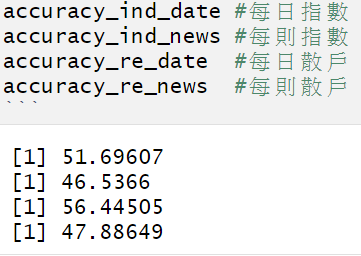 accuracy_ind_date #每日指數
accuracy_ind_news #每則指數
accuracy_re_date #每日散戶
accuracy_re_news #每則散戶
```
[1] 51.69607
[1] 46.5366
[1] 56.44505
[1] 47.88649